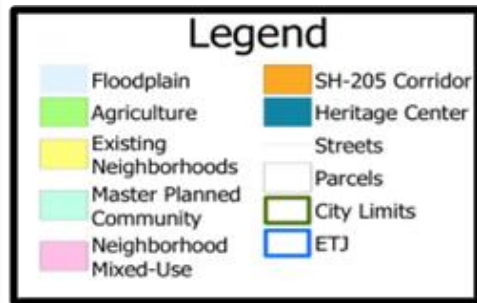 Legend
Floodplain
Agriculture
Existing
Neighborhoods
Master Planned
Community
Neighborhood
Mixed-Use
SH-205 Corridor
Heritage Center
Streets
Parcels
City Limits
ETJ